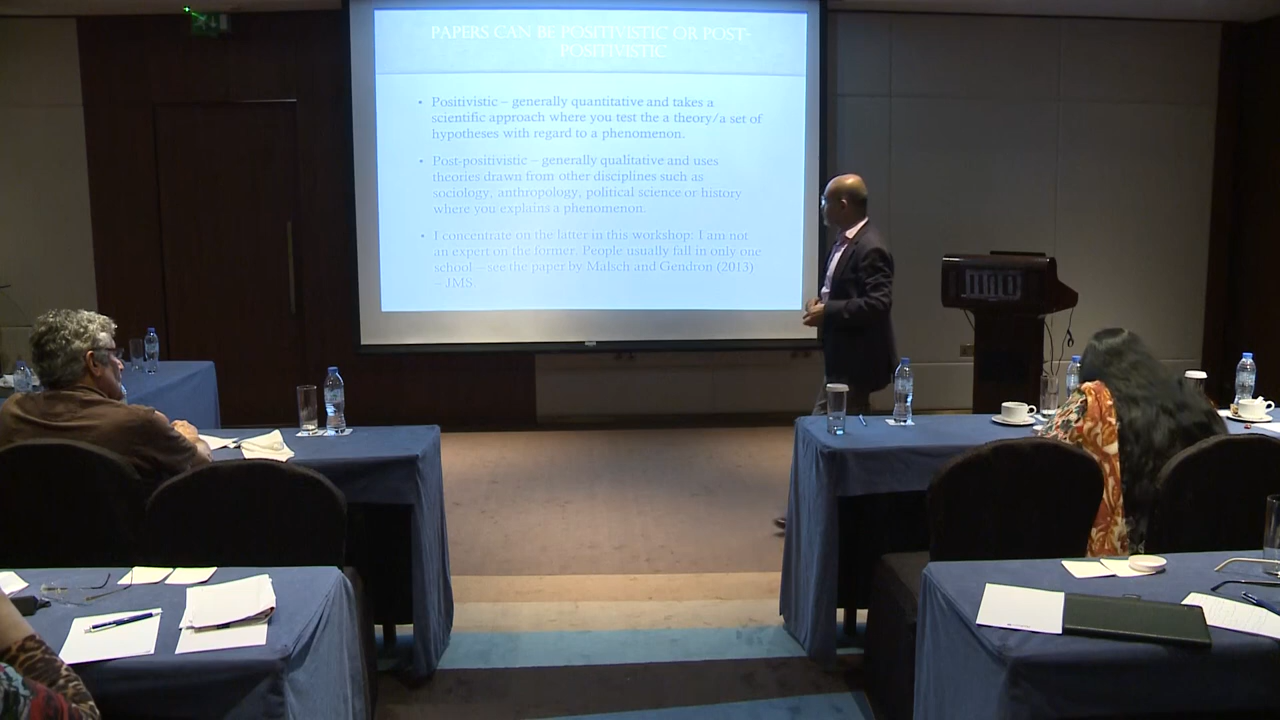 PAPERS CAN BE POSITIVISTIC OR POST-
POSITIVISTIC
• Positivistic – generally quantitative and takes a
scientific approach where you test the a theory/a set of
hypotheses with regard to a phenomenon.
• Post-positivistic – generally qualitative and uses
theories drawn from other disciplines such as
sociology, anthropology, political science or history
where you explains a phenomenon.
• I concentrate on the latter in this workshop: I am not
an expert on the former. People usually fall in only one
school – see the paper by Malsch and Gendron (2013)
– JMS